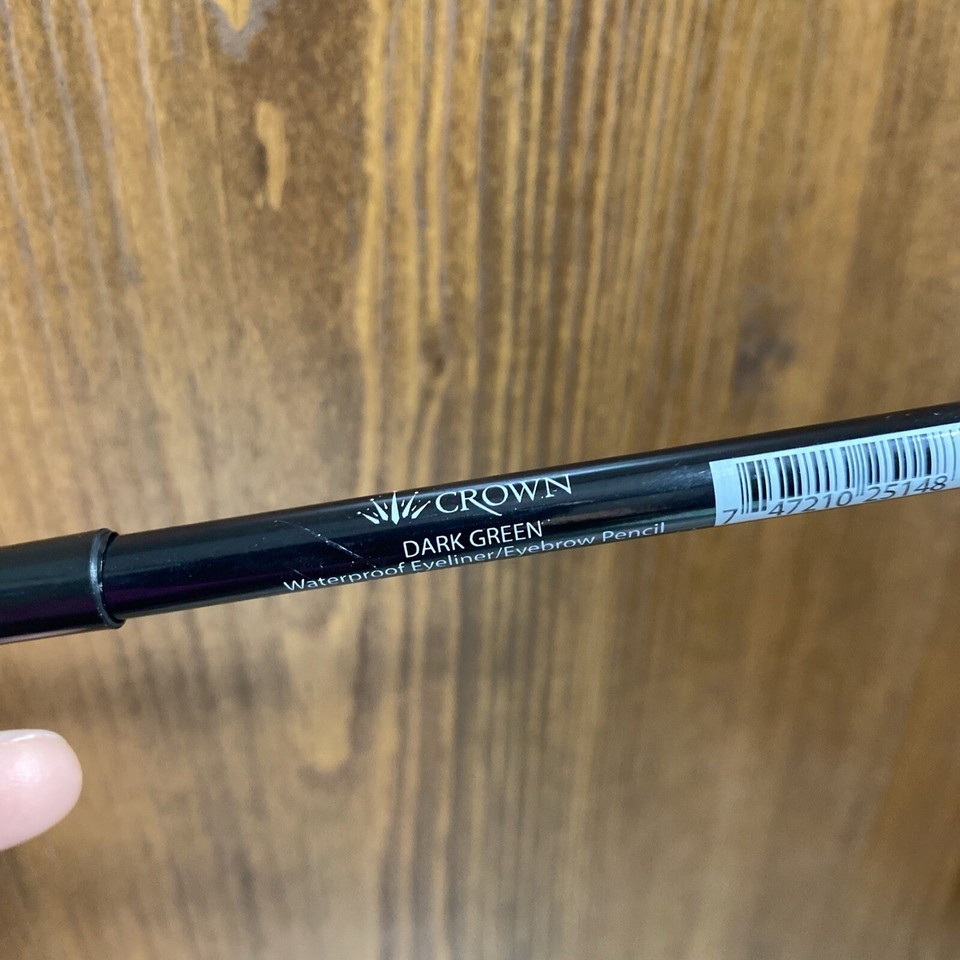 CROWN
DARK GREEN
Waterproof Eyeliner/Eyebrow Pencil
7 47210 25148